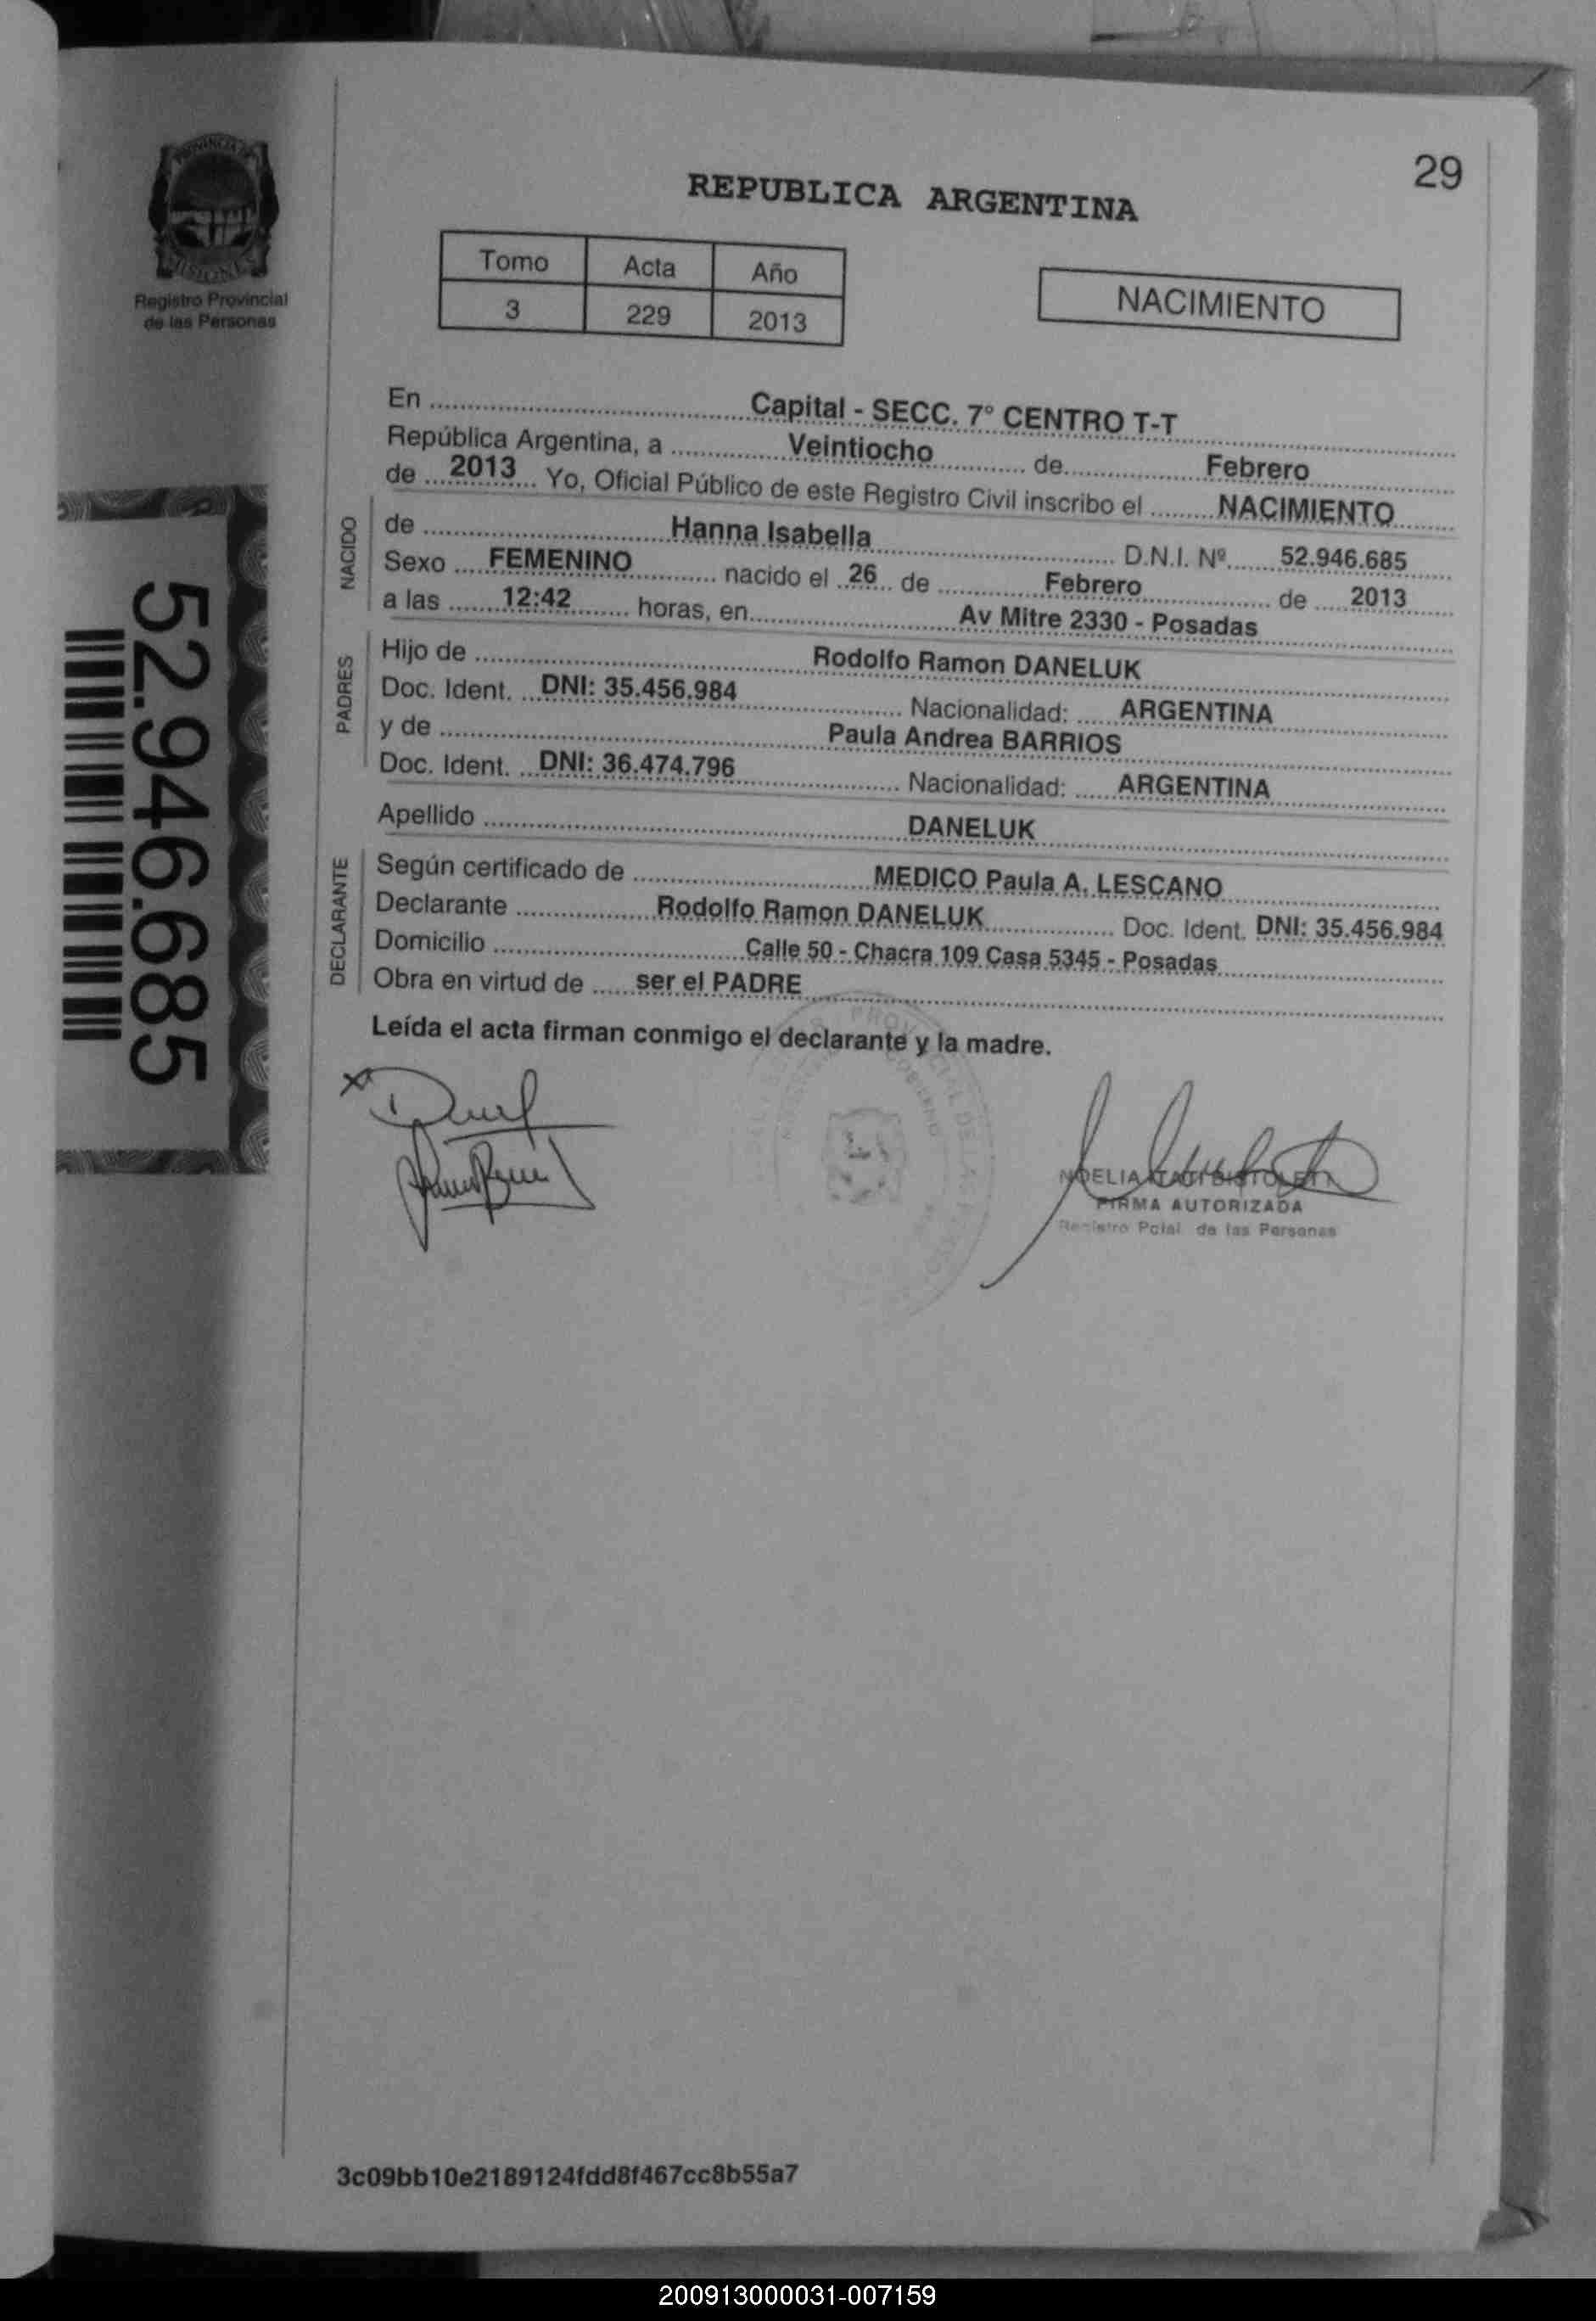 29
PROVINCIA DE
MISIONES
Registro Provincial
de las Personas
REPUBLICA ARGENTINA
Tomo Acta Año
3 229 2013
NACIMIENTO
En Capital - SECC. 7° CENTRO T-T
República Argentina, a Veintiocho de Febrero
de 2013 Yo, Oficial Público de este Registro Civil inscribo el NACIMIENTO
NACIDO
de Hanna Isabella D.N.I. Nº 52.946.685
Sexo FEMENINO nacido el 26 de Febrero de 2013
a las 12:42 horas, en Av Mitre 2330 - Posadas
PADRES
Hijo de Rodolfo Ramon DANELUK
Doc. Ident. DNI: 35.456.984 Nacionalidad: ARGENTINA
y de Paula Andrea BARRIOS
Doc. Ident. DNI: 36.474.796 Nacionalidad: ARGENTINA
Apellido DANELUK
DECLARANTE
Según certificado de MEDICO Paula A. LESCANO
Declarante Rodolfo Ramon DANELUK Doc. Ident. DNI: 35.456.984
Domicilio Calle 50 - Chacra 109 Casa 5345 - Posadas
Obra en virtud de ser el PADRE
Leída el acta firman conmigo el declarante y la madre.
52.946.685
NOELIA
FIRMA AUTORIZADA
Registro Pcial de las Personas
3c09bb10e2189124fdd8f467cc8b55a7
200913000031-007159